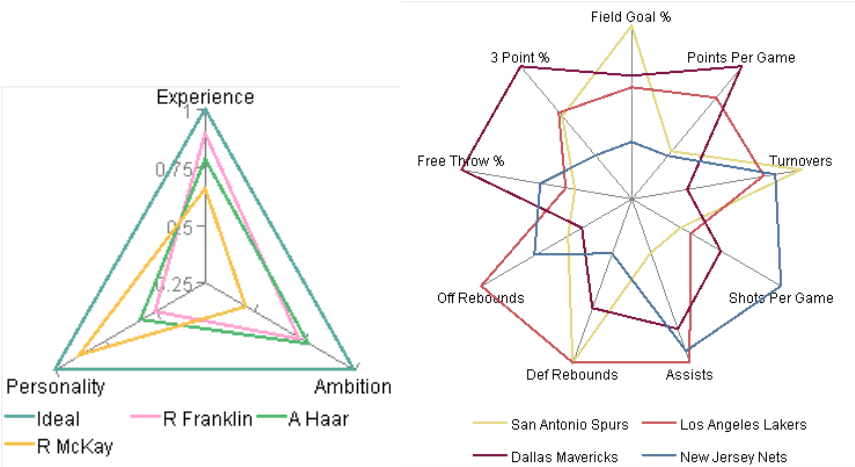 Experience
1
0.75
0.5
0.25
Personality
Ambition
Ideal
R Franklin
A Haar
R McKay
Field Goal %
3 Point %
Points Per Game
Free Throw %
Turnovers
Off Rebounds
Shots Per Game
Def Rebounds
Assists
San Antonio Spurs
Los Angeles Lakers
Dallas Mavericks
New Jersey Nets